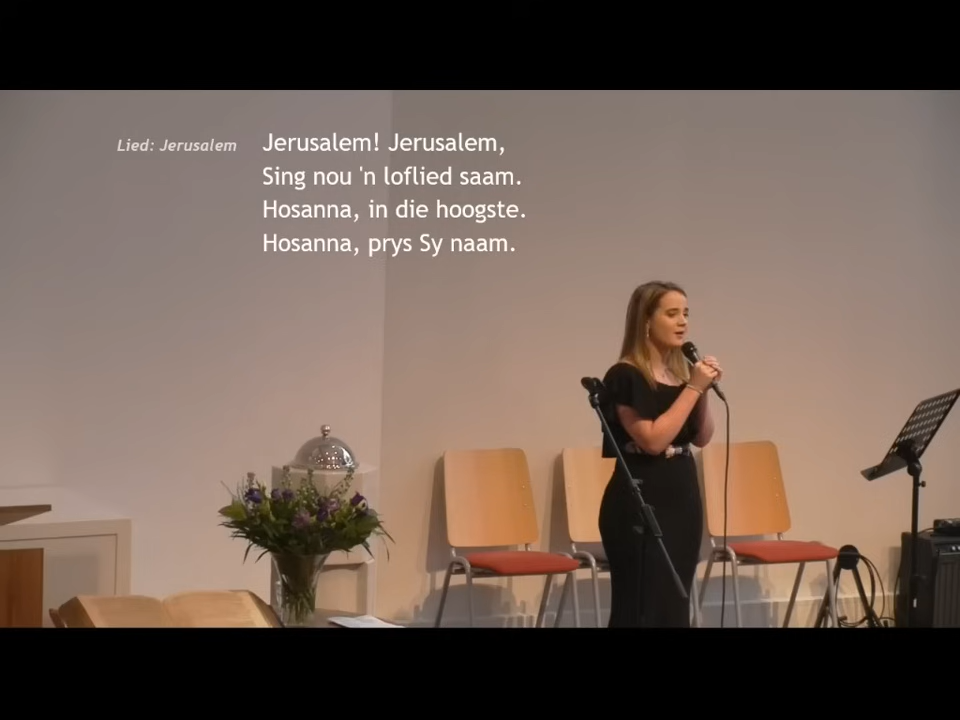 Lied: Jerusalem
Jerusalem! Jerusalem,
Sing nou 'n loflied saam.
Hosanna, in die hoogste.
Hosanna, prys Sy naam.